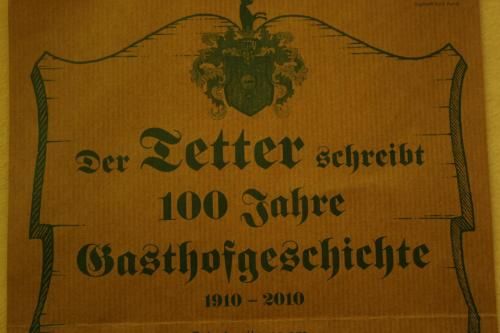 Der Tetter schreibt
100 Jahre
Gasthofgeschichte
1910 – 2010